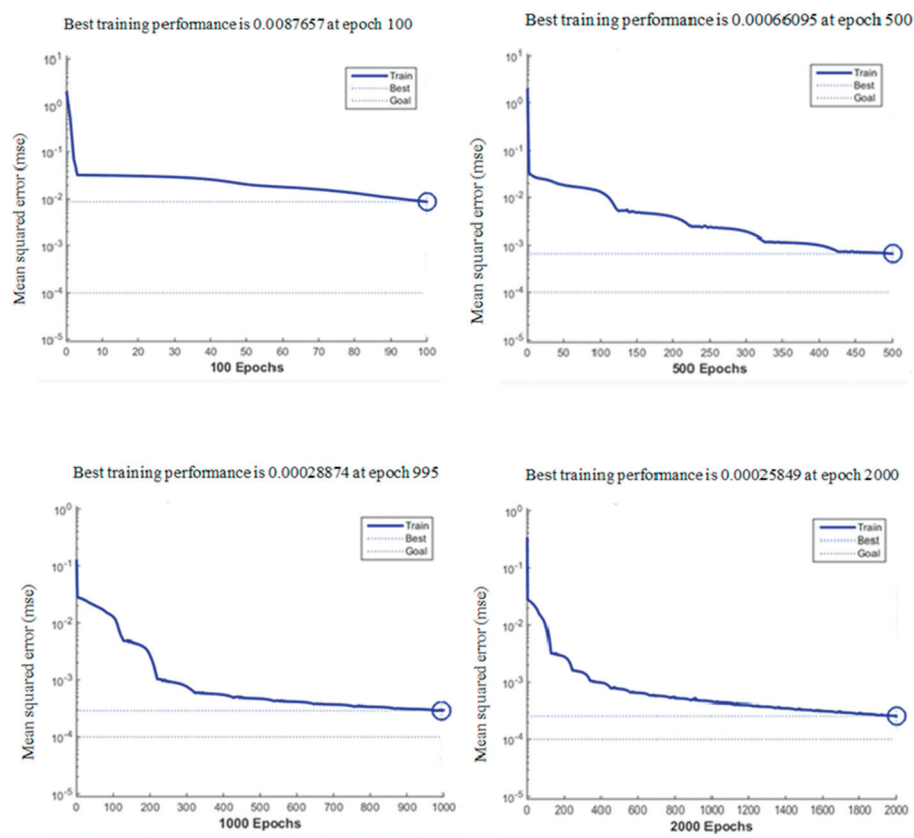 Best training performance is 0.0087657 at epoch 100
Mean squared error (mse)
10^1
10^0
10^-1
10^-2
10^-3
10^-4
10^-5
Train
Best
Goal
0 10 20 30 40 50 60 70 80 90 100
100 Epochs
Best training performance is 0.00066095 at epoch 500
Mean squared error (mse)
10^1
10^0
10^-1
10^-2
10^-3
10^-4
10^-5
Train
Best
Goal
0 50 100 150 200 250 300 350 400 450 500
500 Epochs
Best training performance is 0.00028874 at epoch 995
Mean squared error (mse)
10^0
10^-1
10^-2
10^-3
10^-4
10^-5
Train
Best
Goal
0 100 200 300 400 500 600 700 800 900 1000
1000 Epochs
Best training performance is 0.00025849 at epoch 2000
Mean squared error (mse)
10^0
10^-1
10^-2
10^-3
10^-4
10^-5
Train
Best
Goal
0 200 400 600 800 1000 1200 1400 1600 1800 2000
2000 Epochs